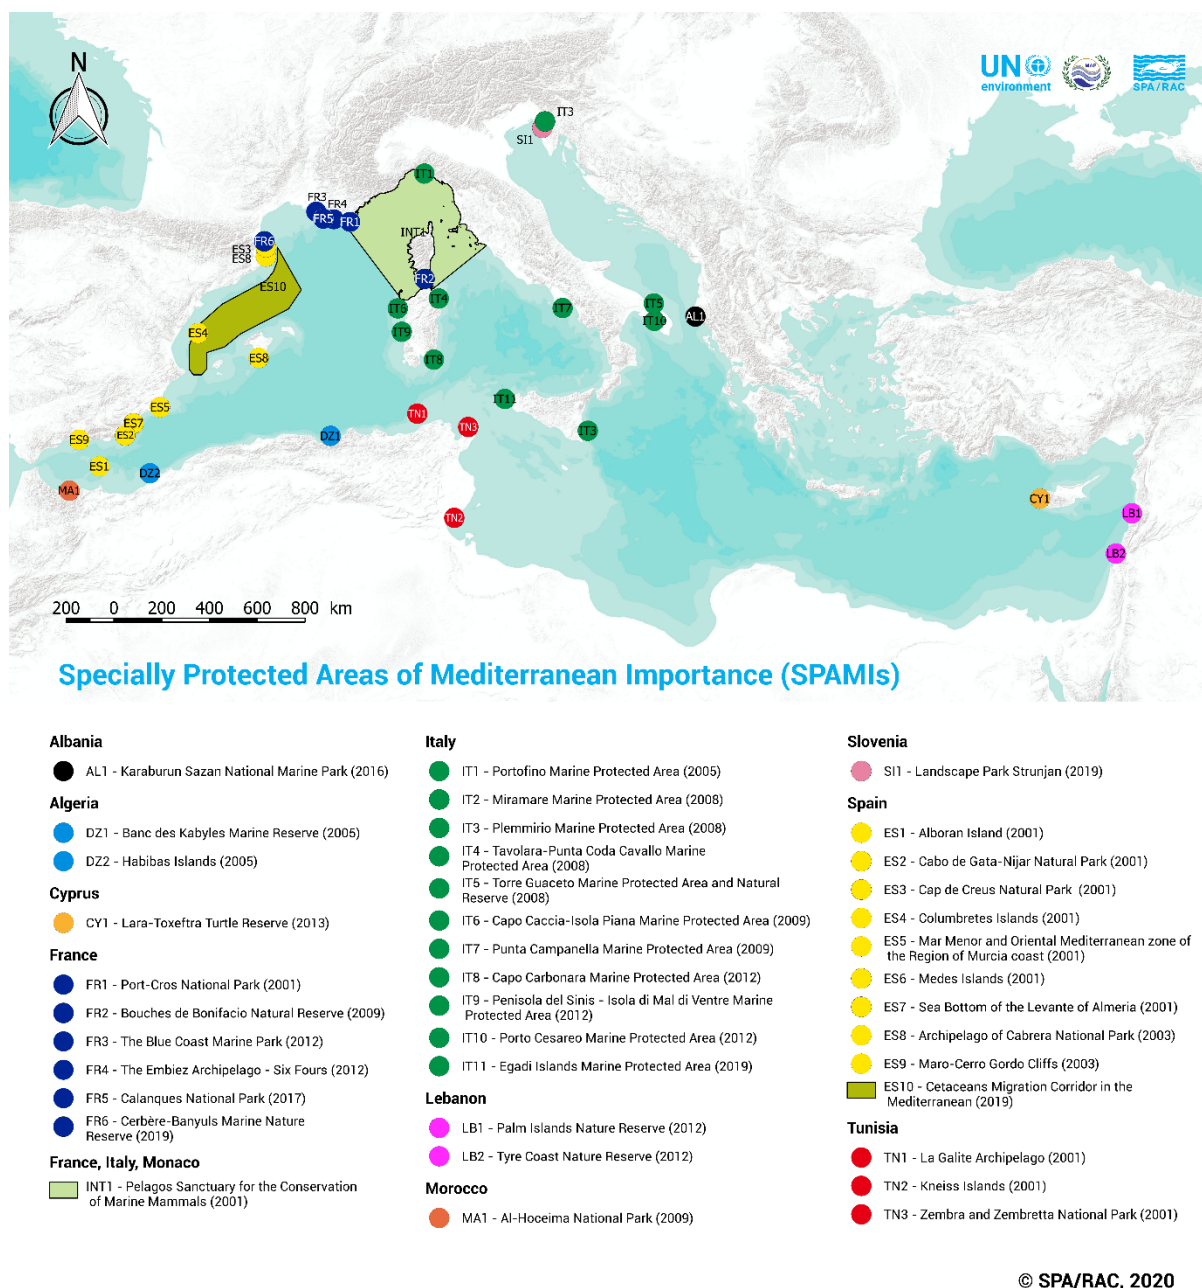 N
UN
environment
MAP
SPA/RAC
IT3
SI1
IT1
FR3
FR4
FR5
FR1
INT1
FR6
ES3
ES8
ES10
FR2
IT4
IT6
IT7
IT5
IT10
AL1
ES4
IT9
ES8
IT8
IT11
ES5
TN1
ES7
TN3
IT3
ES2
ES9
DZ1
ES1
DZ2
MA1
CY1
LB1
TN2
LB2
200 0 200 400 600 800 km
Specially Protected Areas of Mediterranean Importance (SPAMIs)
Albania
AL1 - Karaburun Sazan National Marine Park (2016)
Algeria
DZ1 - Banc des Kabyles Marine Reserve (2005)
DZ2 - Habibas Islands (2005)
Cyprus
CY1 - Lara-Toxeftra Turtle Reserve (2013)
France
FR1 - Port-Cros National Park (2001)
FR2 - Bouches de Bonifacio Natural Reserve (2009)
FR3 - The Blue Coast Marine Park (2012)
FR4 - The Embiez Archipelago - Six Fours (2012)
FR5 - Calanques National Park (2017)
FR6 - Cerbère-Banyuls Marine Nature
Reserve (2019)
France, Italy, Monaco
INT1 - Pelagos Sanctuary for the Conservation
of Marine Mammals (2001)
Italy
IT1 - Portofino Marine Protected Area (2005)
IT2 - Miramare Marine Protected Area (2008)
IT3 - Plemmirio Marine Protected Area (2008)
IT4 - Tavolara-Punta Coda Cavallo Marine
Protected Area (2008)
IT5 - Torre Guaceto Marine Protected Area and Natural
Reserve (2008)
IT6 - Capo Caccia-Isola Piana Marine Protected Area (2009)
IT7 - Punta Campanella Marine Protected Area (2009)
IT8 - Capo Carbonara Marine Protected Area (2012)
IT9 - Penisola del Sinis - Isola di Mal di Ventre Marine
Protected Area (2012)
IT10 - Porto Cesareo Marine Protected Area (2012)
IT11 - Egadi Islands Marine Protected Area (2019)
Lebanon
LB1 - Palm Islands Nature Reserve (2012)
LB2 - Tyre Coast Nature Reserve (2012)
Morocco
MA1 - Al-Hoceima National Park (2009)
Slovenia
SI1 - Landscape Park Strunjan (2019)
Spain
ES1 - Alboran Island (2001)
ES2 - Cabo de Gata-Nijar Natural Park (2001)
ES3 - Cap de Creus Natural Park (2001)
ES4 - Columbretes Islands (2001)
ES5 - Mar Menor and Oriental Mediterranean zone of
the Region of Murcia coast (2001)
ES6 - Medes Islands (2001)
ES7 - Sea Bottom of the Levante of Almeria (2001)
ES8 - Archipelago of Cabrera National Park (2003)
ES9 - Maro-Cerro Gordo Cliffs (2003)
ES10 - Cetaceans Migration Corridor in the
Mediterranean (2019)
Tunisia
TN1 - La Galite Archipelago (2001)
TN2 - Kneiss Islands (2001)
TN3 - Zembra and Zembretta National Park (2001)
© SPA/RAC, 2020